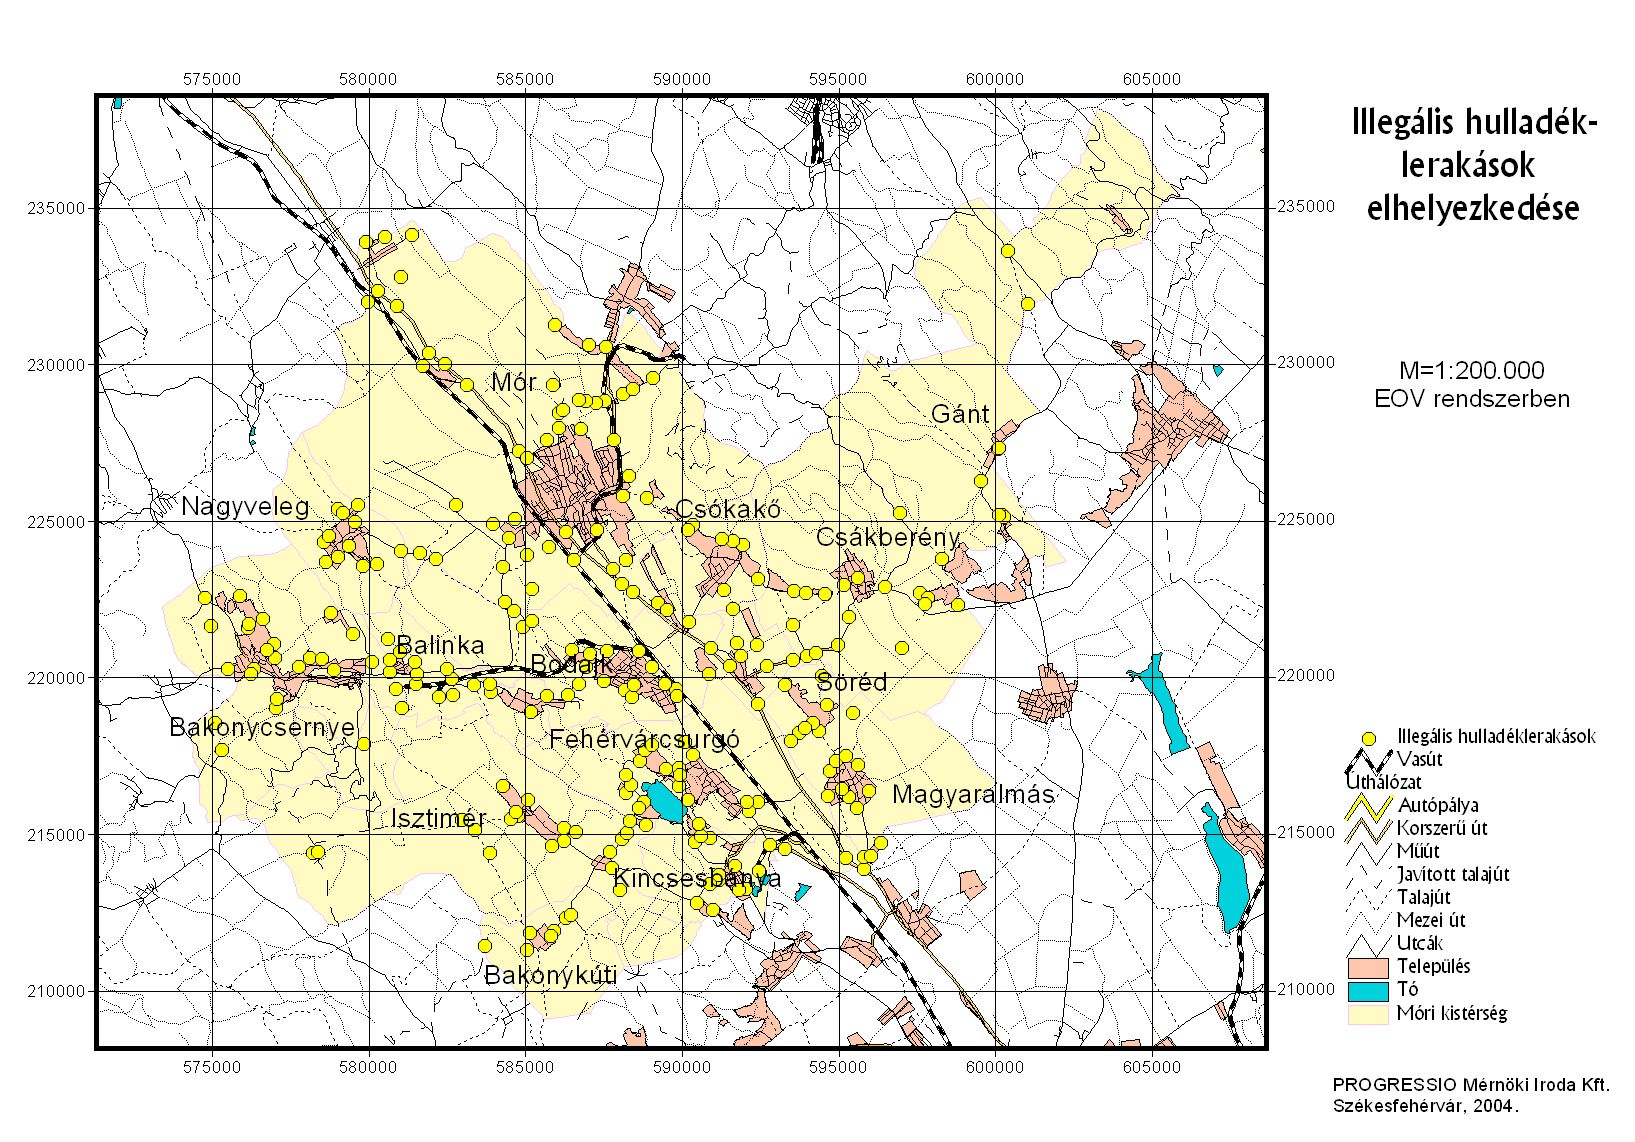 Illegális hulladék-
lerakások
elhelyezkedése
M=1:200.000
EOV rendszerben
575000 580000 585000 590000 595000 600000 605000
235000 235000
230000 230000
225000 225000
220000 220000
215000 215000
210000 210000
575000 580000 585000 590000 595000 600000 605000
Mór
Gánt
Nagyveleg
Csókakő
Csákberény
Balinka
Bodajk
Söréd
Bakonycsernye
Fehérvárcsurgó
Magyaralmás
Isztimér
Kincsesbánya
Bakonykúti
Illegális hulladéklerakások
Vasút
Úthálózat
Autópálya
Korszerű út
Műút
Javított talajút
Talajút
Mezei út
Utcák
Település
Tó
Móri kistérség
PROGRESSIO Mérnöki Iroda Kft.
Székesfehérvár, 2004.